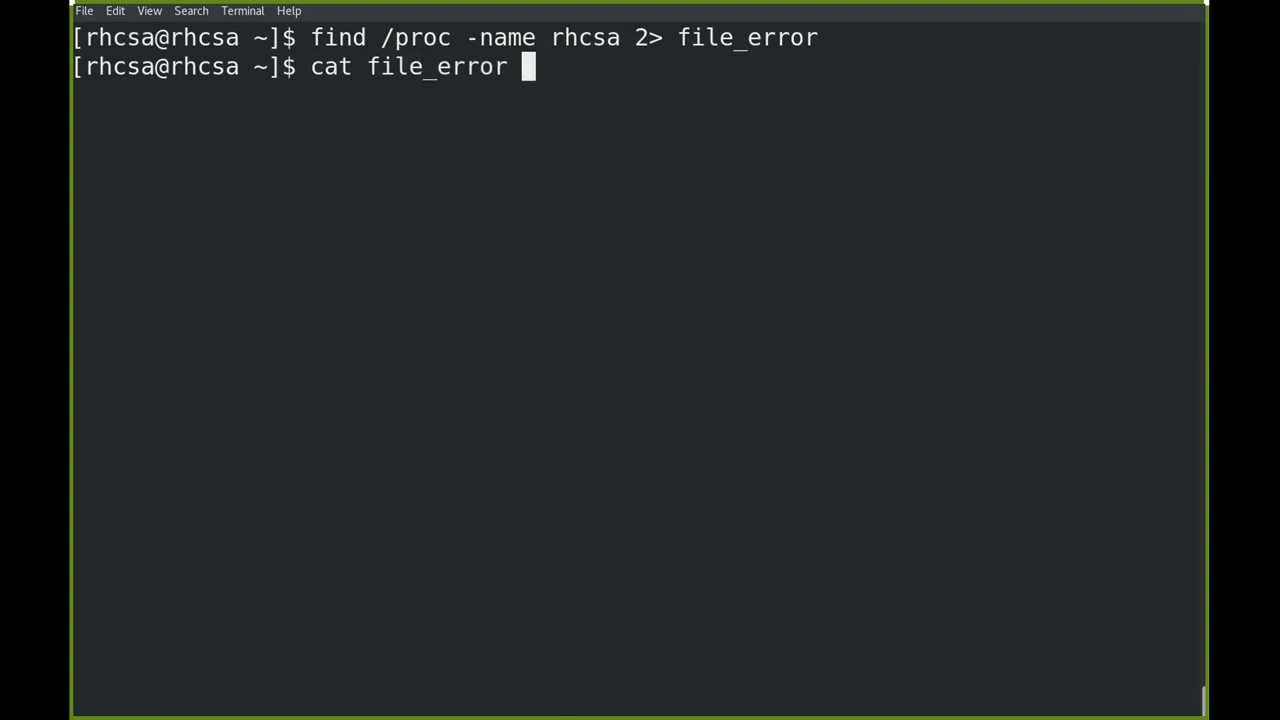 File Edit View Search Terminal Help
[rhcsa@rhcsa ~]$ find /proc -name rhcsa 2> file_error
[rhcsa@rhcsa ~]$ cat file_error